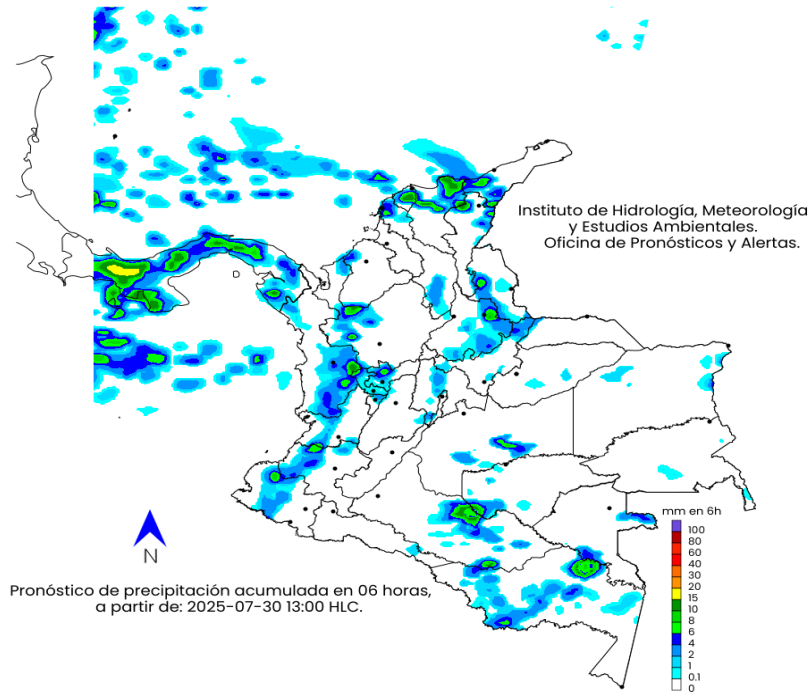 Instituto de Hidrología, Meteorología
y Estudios Ambientales.
Oficina de Pronósticos y Alertas.
mm en 6h
100
80
60
40
30
20
15
10
8
6
4
2
1
0.1
0
N
Pronóstico de precipitación acumulada en 06 horas,
a partir de: 2025-07-30 13:00 HLC.